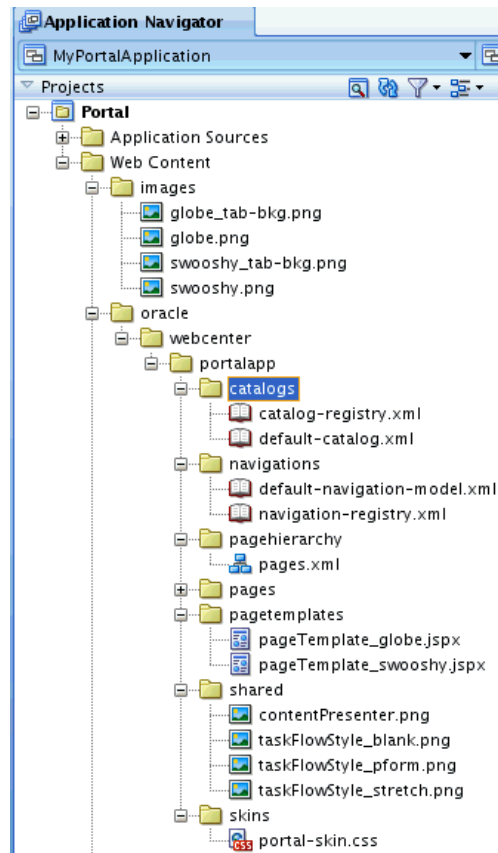 Application Navigator
MyPortalApplication
Projects
Portal
Application Sources
Web Content
images
globe_tab-bkg.png
globe.png
swooshy_tab-bkg.png
swooshy.png
oracle
webcenter
portalapp
catalogs
catalog-registry.xml
default-catalog.xml
navigations
default-navigation-model.xml
navigation-registry.xml
pagehierarchy
pages.xml
pages
pagetemplates
pageTemplate_globe.jspx
pageTemplate_swooshy.jspx
shared
contentPresenter.png
taskFlowStyle_blank.png
taskFlowStyle_pform.png
taskFlowStyle_stretch.png
skins
CSS portal-skin.css